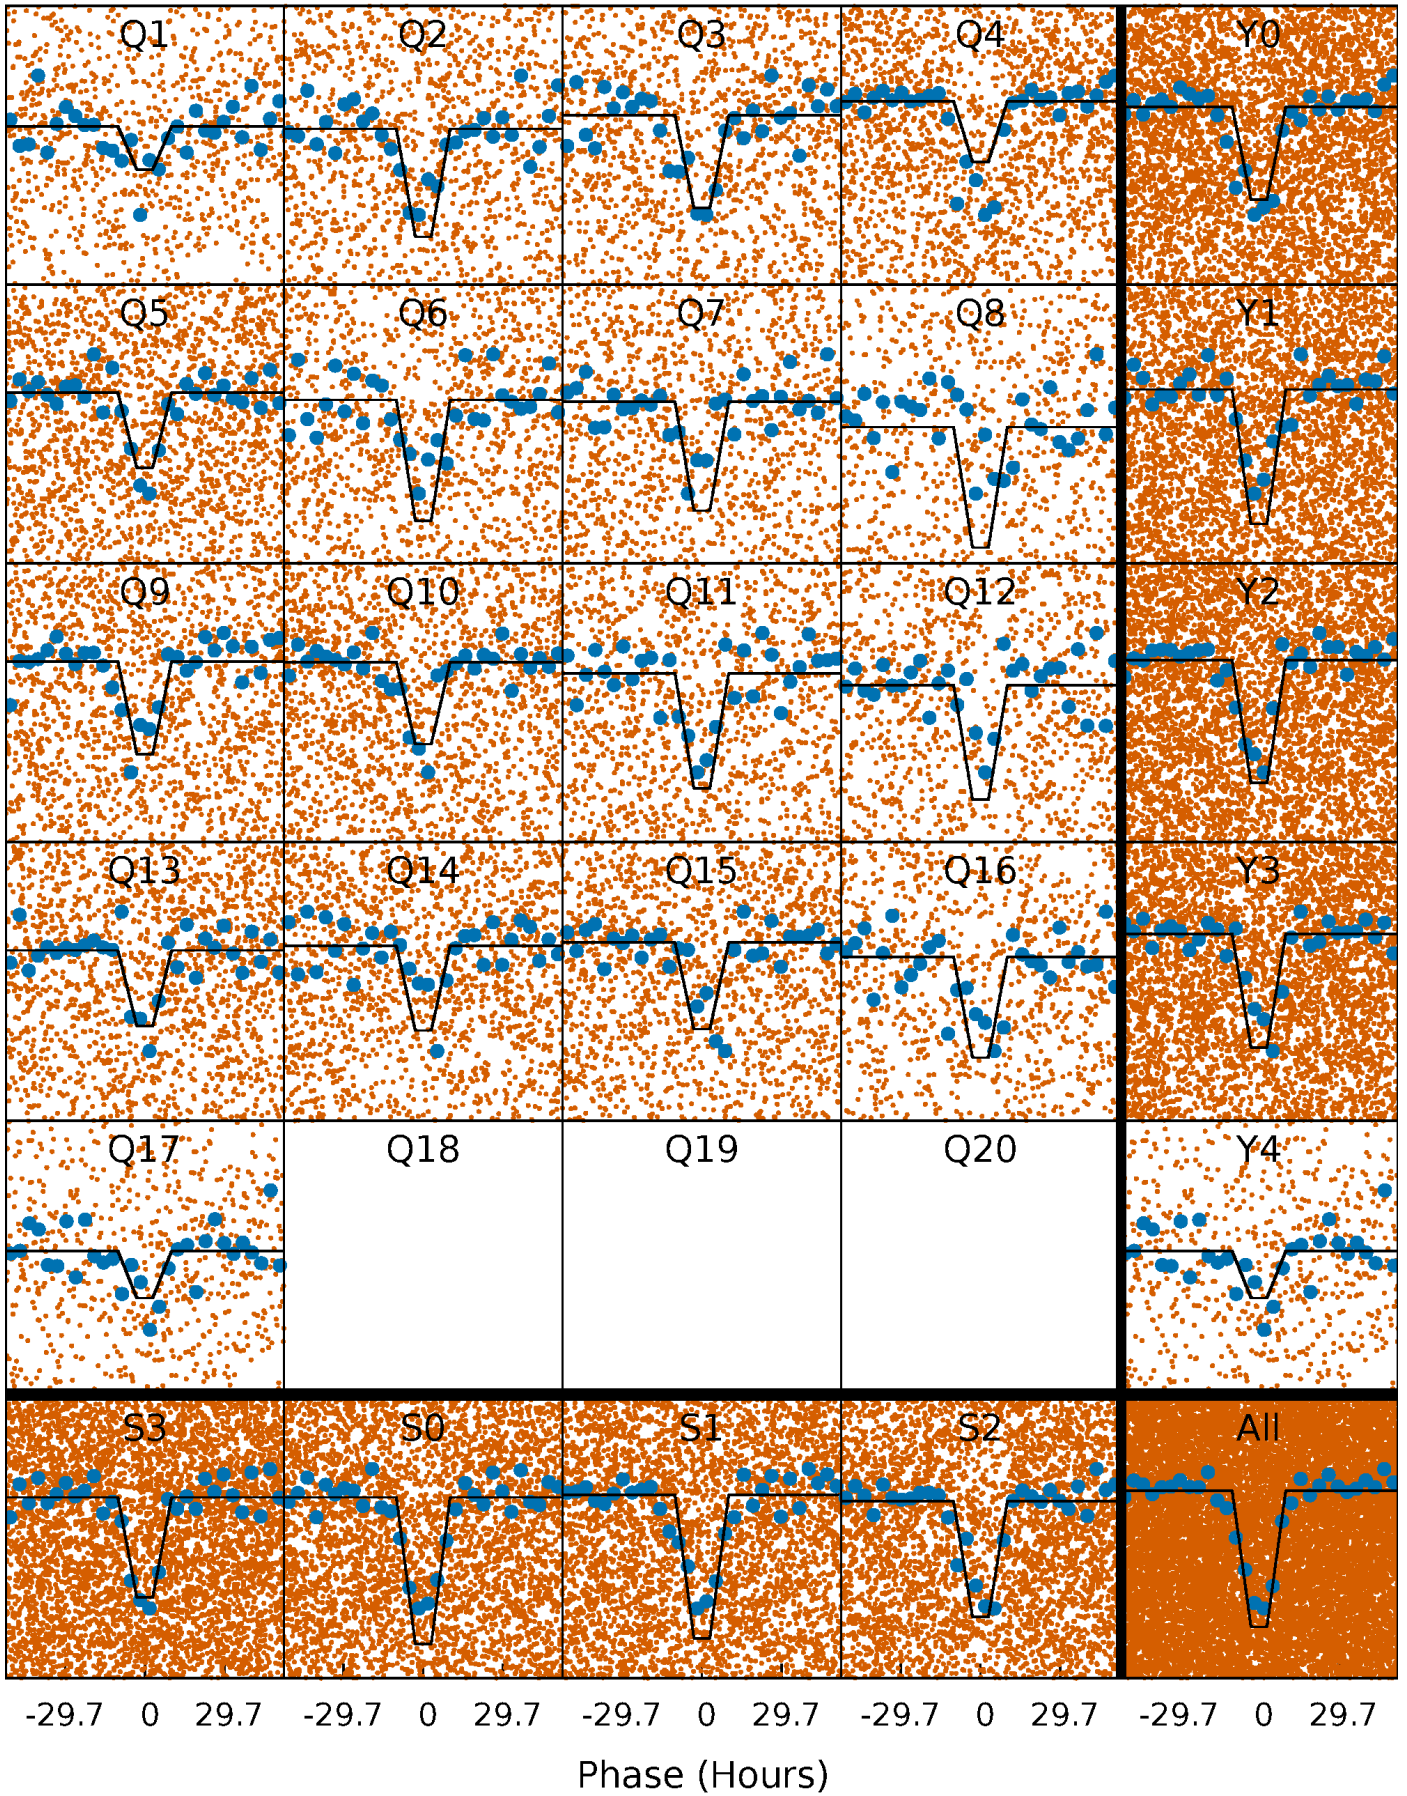 Q1 Q2 Q3 Q4 Y0
Q5 Q6 Q7 Q8 Y1
Q9 Q10 Q11 Q12 Y2
Q13 Q14 Q15 Q16 Y3
Q17 Q18 Q19 Q20 Y4
S3 S0 S1 S2 All
-29.7 0 29.7 -29.7 0 29.7 -29.7 0 29.7 -29.7 0 29.7 -29.7 0 29.7
Phase (Hours)